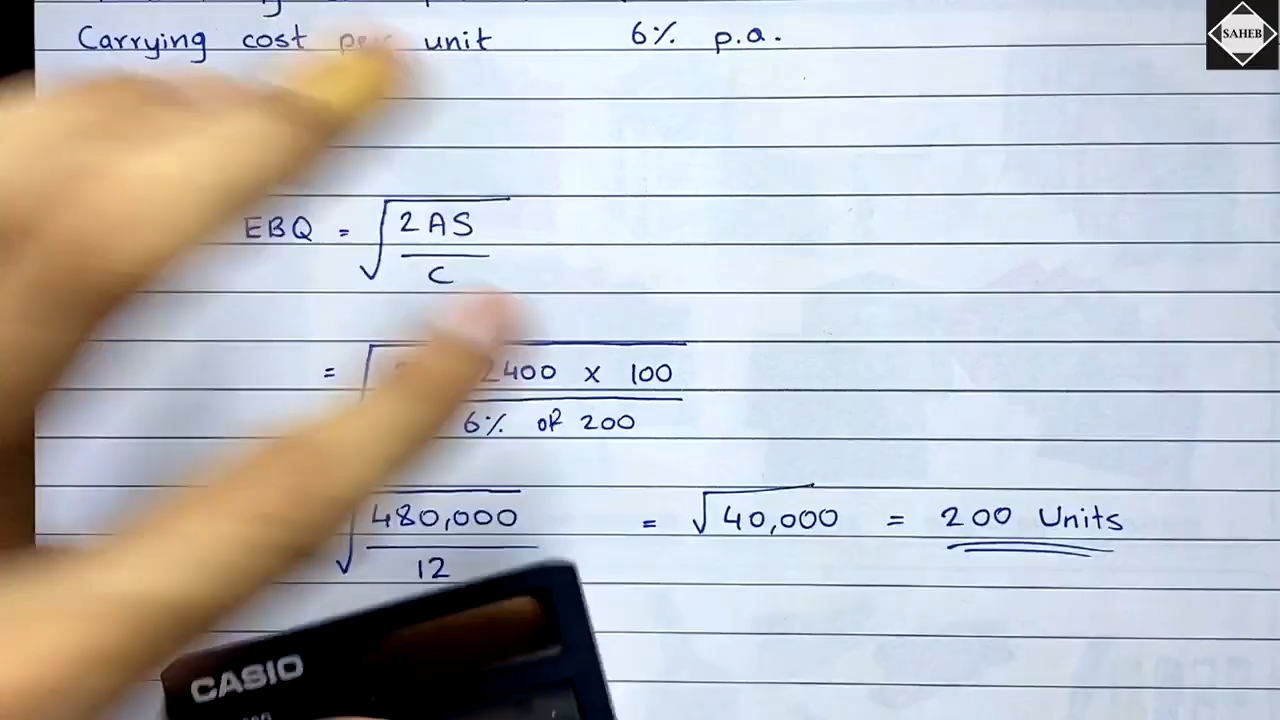 Carrying cost per unit 6% p.a.
SAHEB
EBQ = √2AS
C
= 2400 x 100
6% of 200
√480,000 = √40,000 = 200 Units
12
CASIO